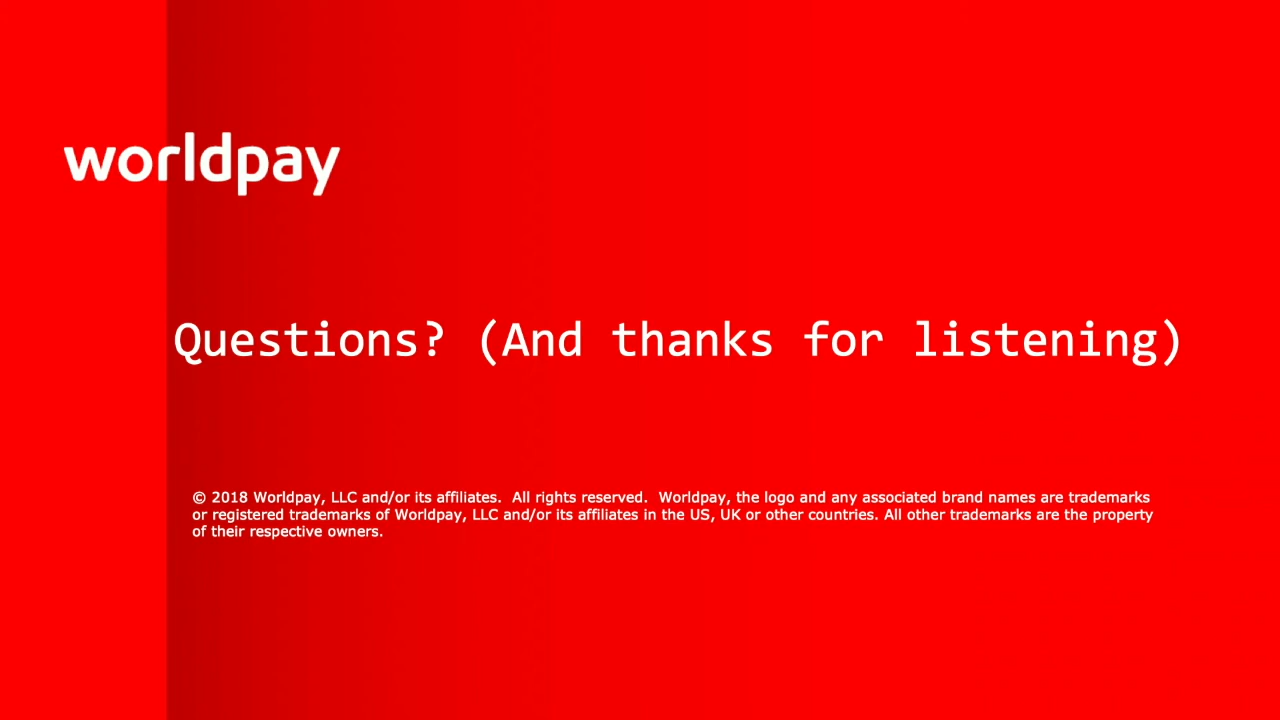 worldpay
Questions? (And thanks for listening)
© 2018 Worldpay, LLC and/or its affiliates.  All rights reserved.  Worldpay, the logo and any associated brand names are trademarks
or registered trademarks of Worldpay, LLC and/or its affiliates in the US, UK or other countries. All other trademarks are the property
of their respective owners.